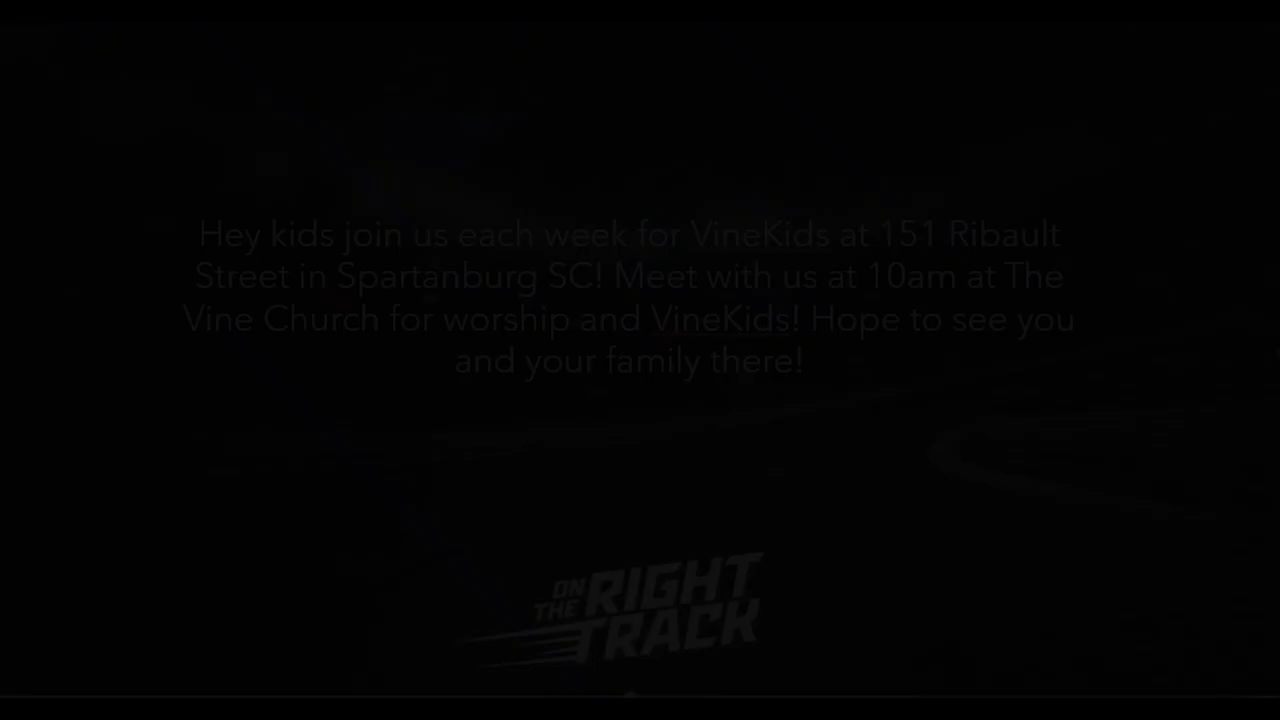 Hey kids join us each week for VineKids at 151 Ribault
Street in Spartanburg SC! Meet with us at 10am at The
Vine Church for worship and VineKids! Hope to see you
and your family there!
ON THE RIGHT
TRACK